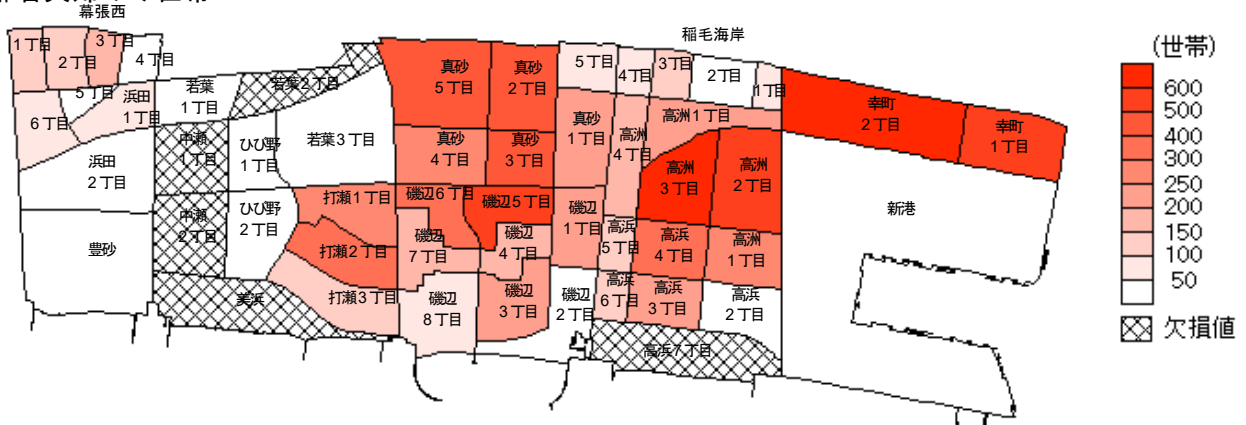 幕張西
1丁目
2丁目
3丁目
4丁目
5丁目
6丁目
浜田
1丁目
浜田
2丁目
豊砂
若葉
1丁目
若葉2丁目
若葉3丁目
中瀬
1丁目
中瀬
2丁目
ひび野
1丁目
ひび野
2丁目
美浜
打瀬1丁目
打瀬2丁目
打瀬3丁目
真砂
5丁目
真砂
2丁目
真砂
4丁目
真砂
3丁目
真砂
1丁目
磯辺6丁目
磯辺5丁目
磯辺
7丁目
磯辺
4丁目
磯辺
1丁目
磯辺
8丁目
磯辺
3丁目
磯辺
2丁目
稲毛海岸
5丁目
4丁目
3丁目
2丁目
1丁目
高洲1丁目
高洲
4丁目
高洲
3丁目
高洲
2丁目
高洲
1丁目
高浜
5丁目
高浜
4丁目
高浜
6丁目
高浜
3丁目
高浜
2丁目
高浜7丁目
幸町
2丁目
幸町
1丁目
新港
(世帯)
600
500
400
300
250
200
150
100
50
欠損値